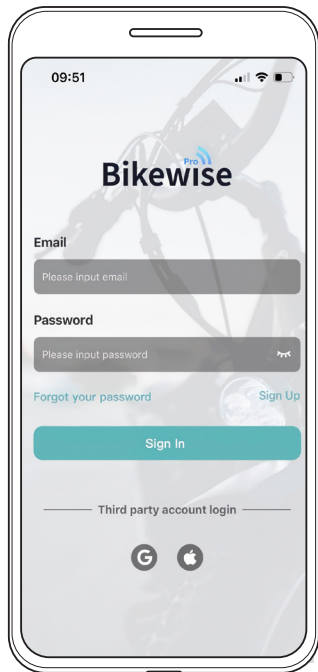 09:51
Pro
Bikewise
Email
Please input email
Password
Please input password
Forgot your password
Sign Up
Sign In
Third party account login
G